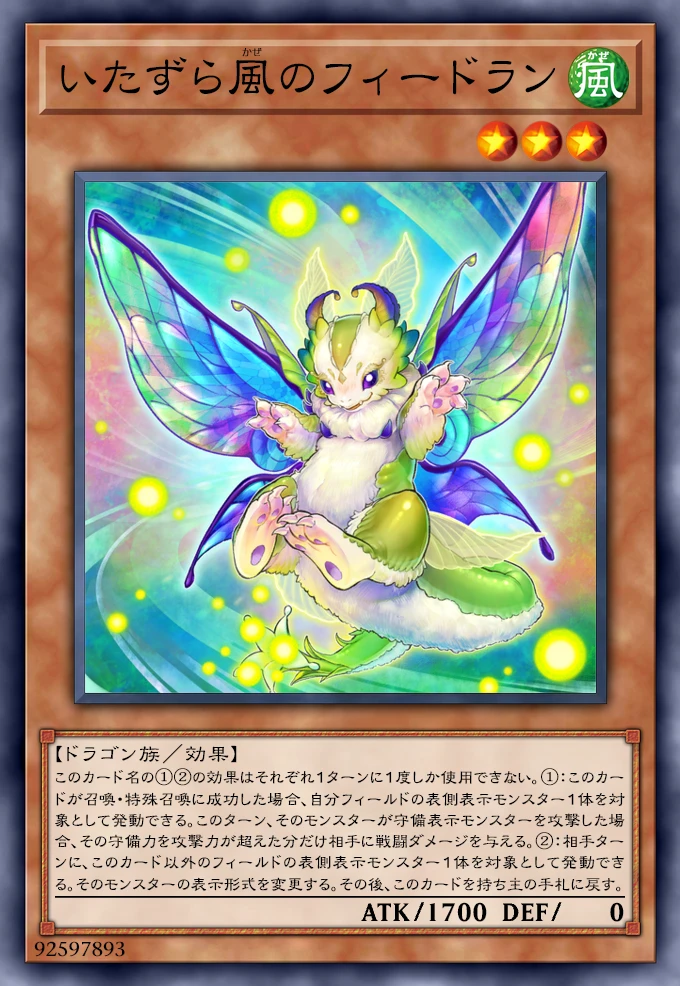 いたずら風のフィードラン
かぜ
風
かぜ
【ドラゴン族／効果】
このカード名の①②の効果はそれぞれ1ターンに1度しか使用できない。①：このカー
ドが召喚・特殊召喚に成功した場合、自分フィールドの表側表示モンスター1体を対
象として発動できる。このターン、そのモンスターが守備表示モンスターを攻撃した場
合、その守備力を攻撃力が超えた分だけ相手に戦闘ダメージを与える。②：相手ター
ンに、このカード以外のフィールドの表側表示モンスター1体を対象として発動でき
る。そのモンスターの表示形式を変更する。その後、このカードを持ち主の手札に戻す。
ATK/1700 DEF/ 0
92597893